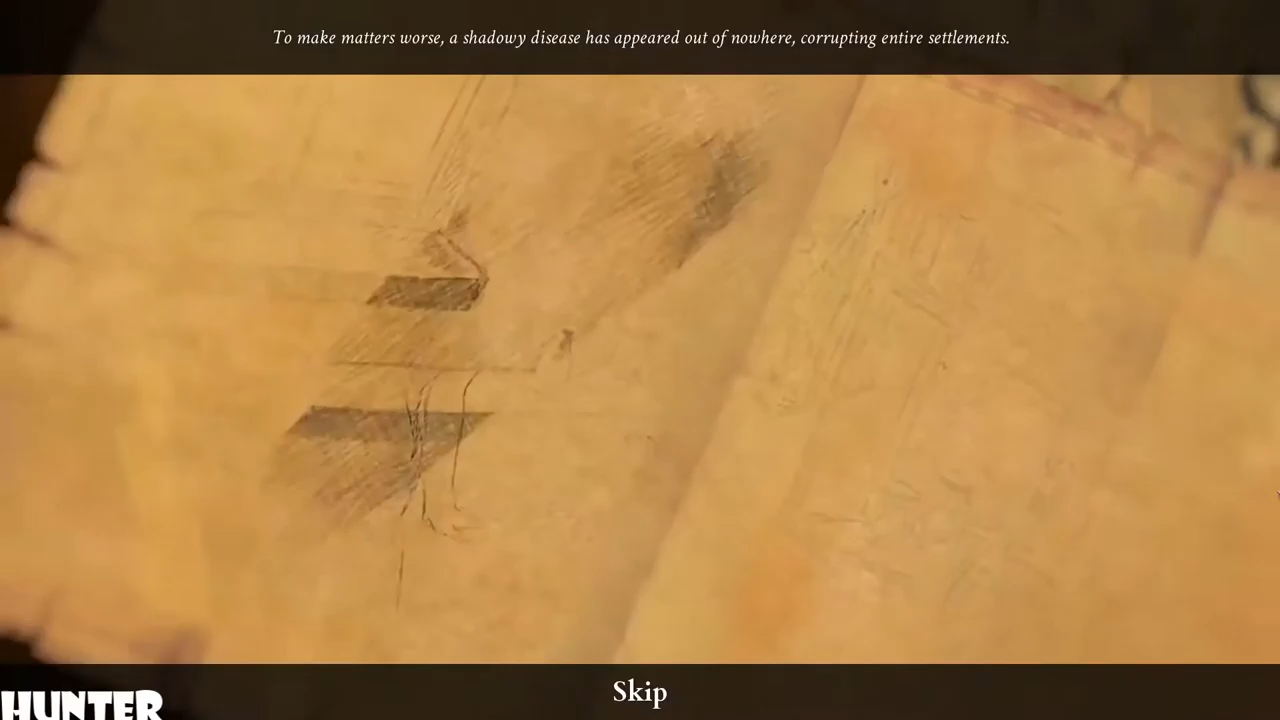 To make matters worse, a shadowy disease has appeared out of nowhere, corrupting entire settlements.
Skip
HUNTER